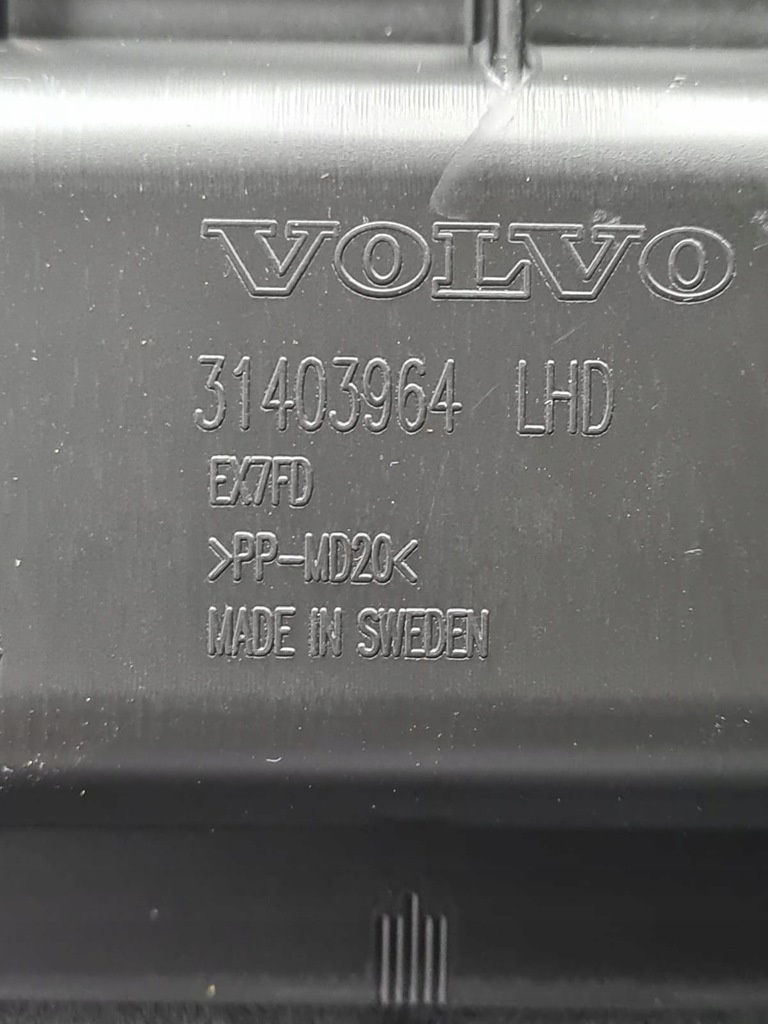 VOLVO
31403964 LHD
EX7FD
>PP-MD20<
MADE IN SWEDEN